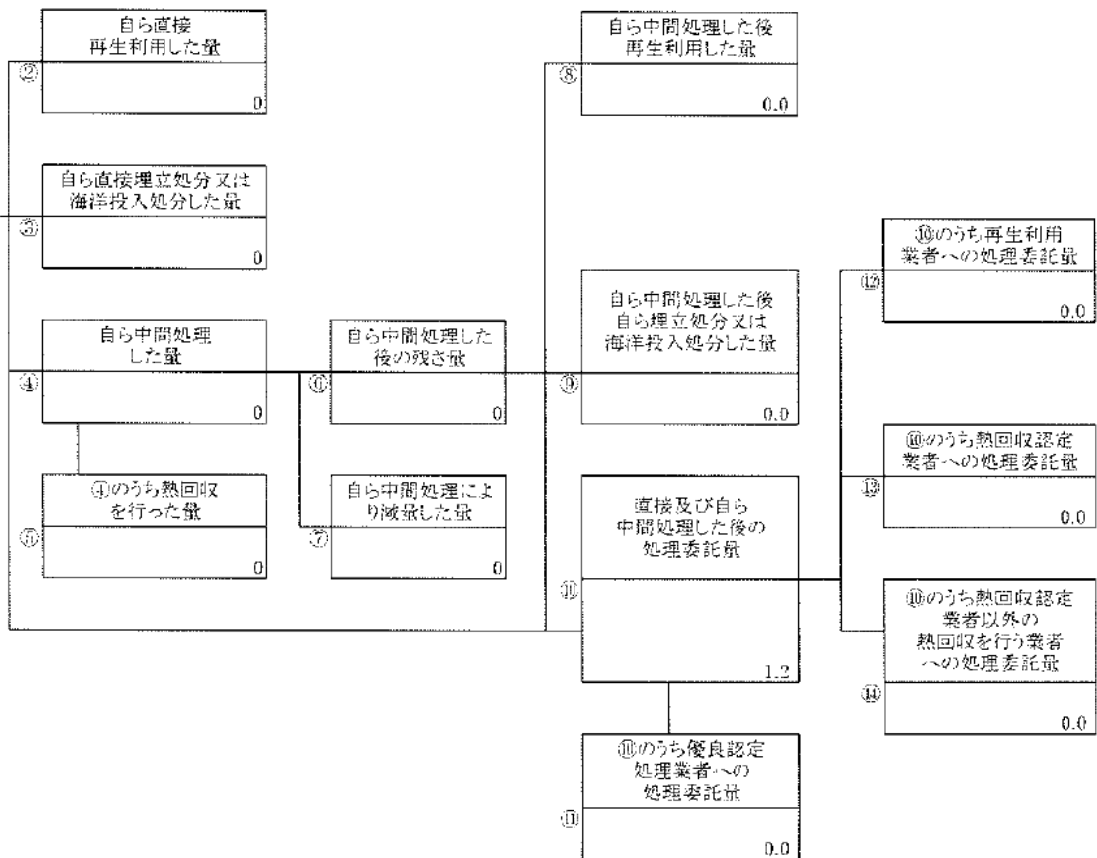 自ら直接
再生利用した量
②
0
自ら直接埋立処分又は
海洋投入処分した量
③
0
自ら中間処理
した量
④
0
④のうち熱回収
を行った量
⑤
0
自ら中間処理した
後の残さ量
⑥
0
自ら中間処理によ
り減量した量
⑦
0
自ら中間処理した後
再生利用した量
⑧
0.0
自ら中間処理した後
自ら埋立処分又は
海洋投入処分した量
⑨
0.0
直接及び自ら
中間処理した後の
処理委託量
⑩
1.2
⑩のうち優良認定
処理業者への
処理委託量
⑪
0.0
⑩のうち再生利用
業者への処理委託量
⑫
0.0
⑩のうち熱回収認定
業者への処理委託量
⑬
0.0
⑩のうち熱回収認定
業者以外の
熱回収を行う業者
への処理委託量
⑭
0.0